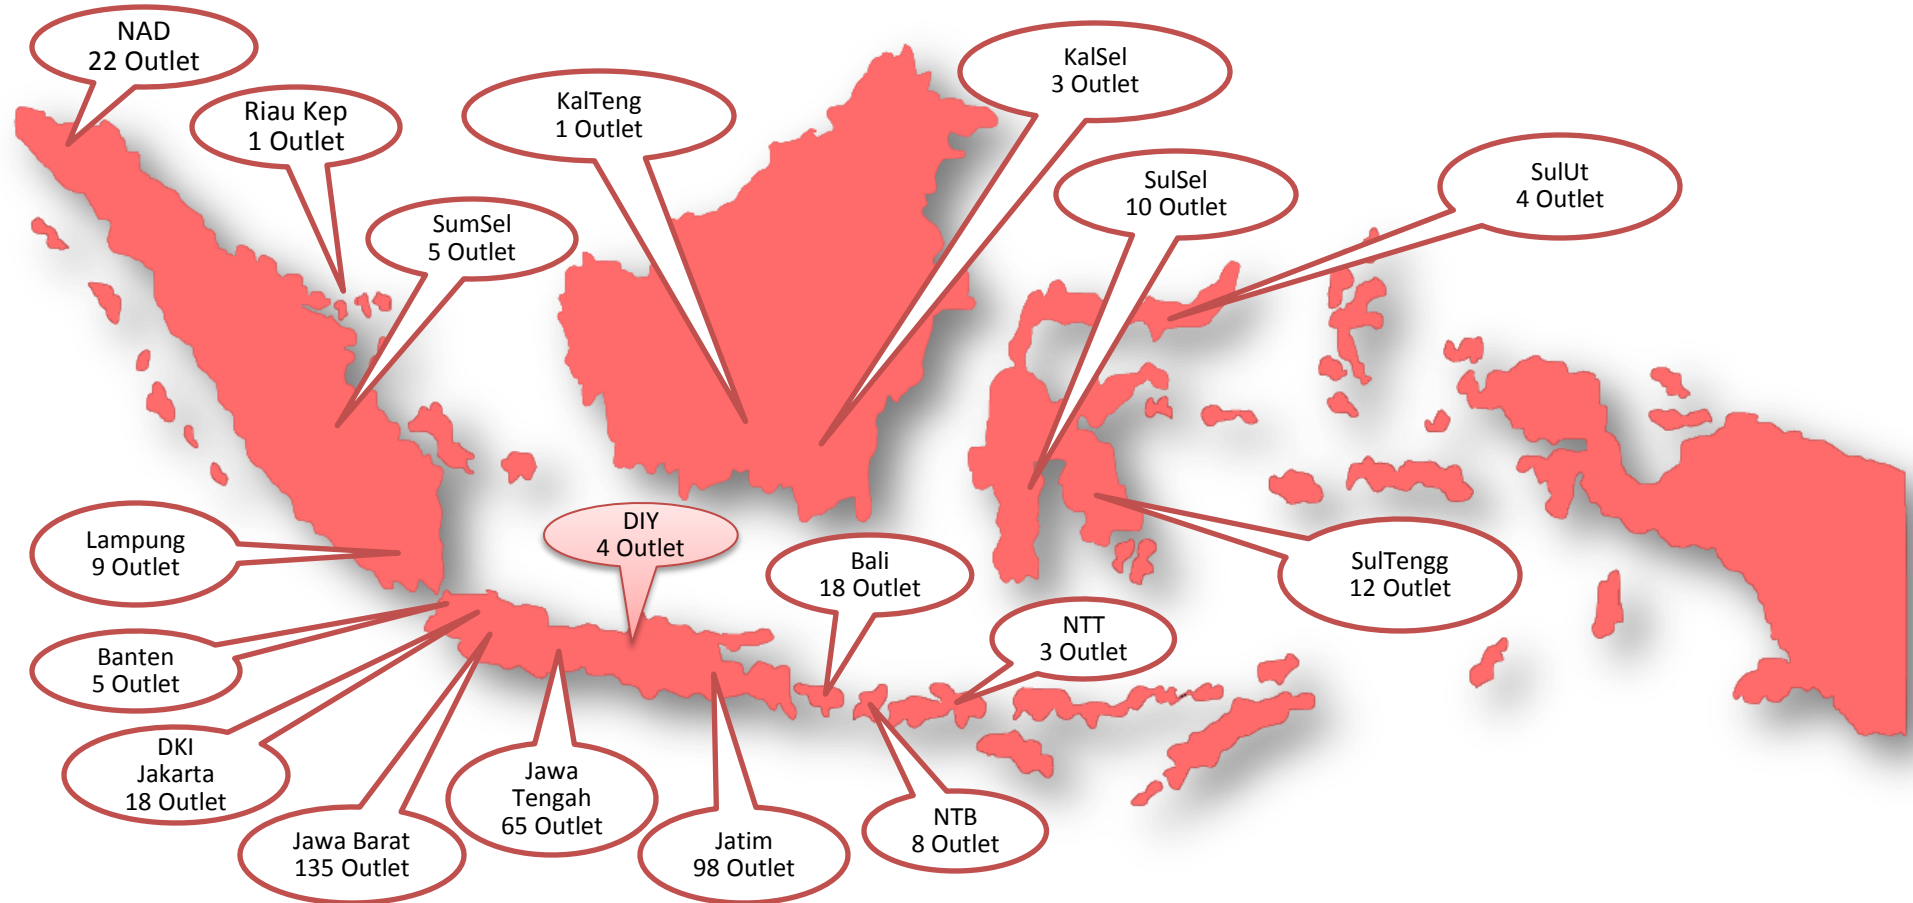 NAD
22 Outlet
Riau Kep
1 Outlet
KalTeng
1 Outlet
KalSel
3 Outlet
SumSel
5 Outlet
SulSel
10 Outlet
SulUt
4 Outlet
Lampung
9 Outlet
DIY
4 Outlet
Bali
18 Outlet
SulTengg
12 Outlet
Banten
5 Outlet
NTT
3 Outlet
DKI
Jakarta
18 Outlet
Jawa Barat
135 Outlet
Jawa
Tengah
65 Outlet
Jatim
98 Outlet
NTB
8 Outlet